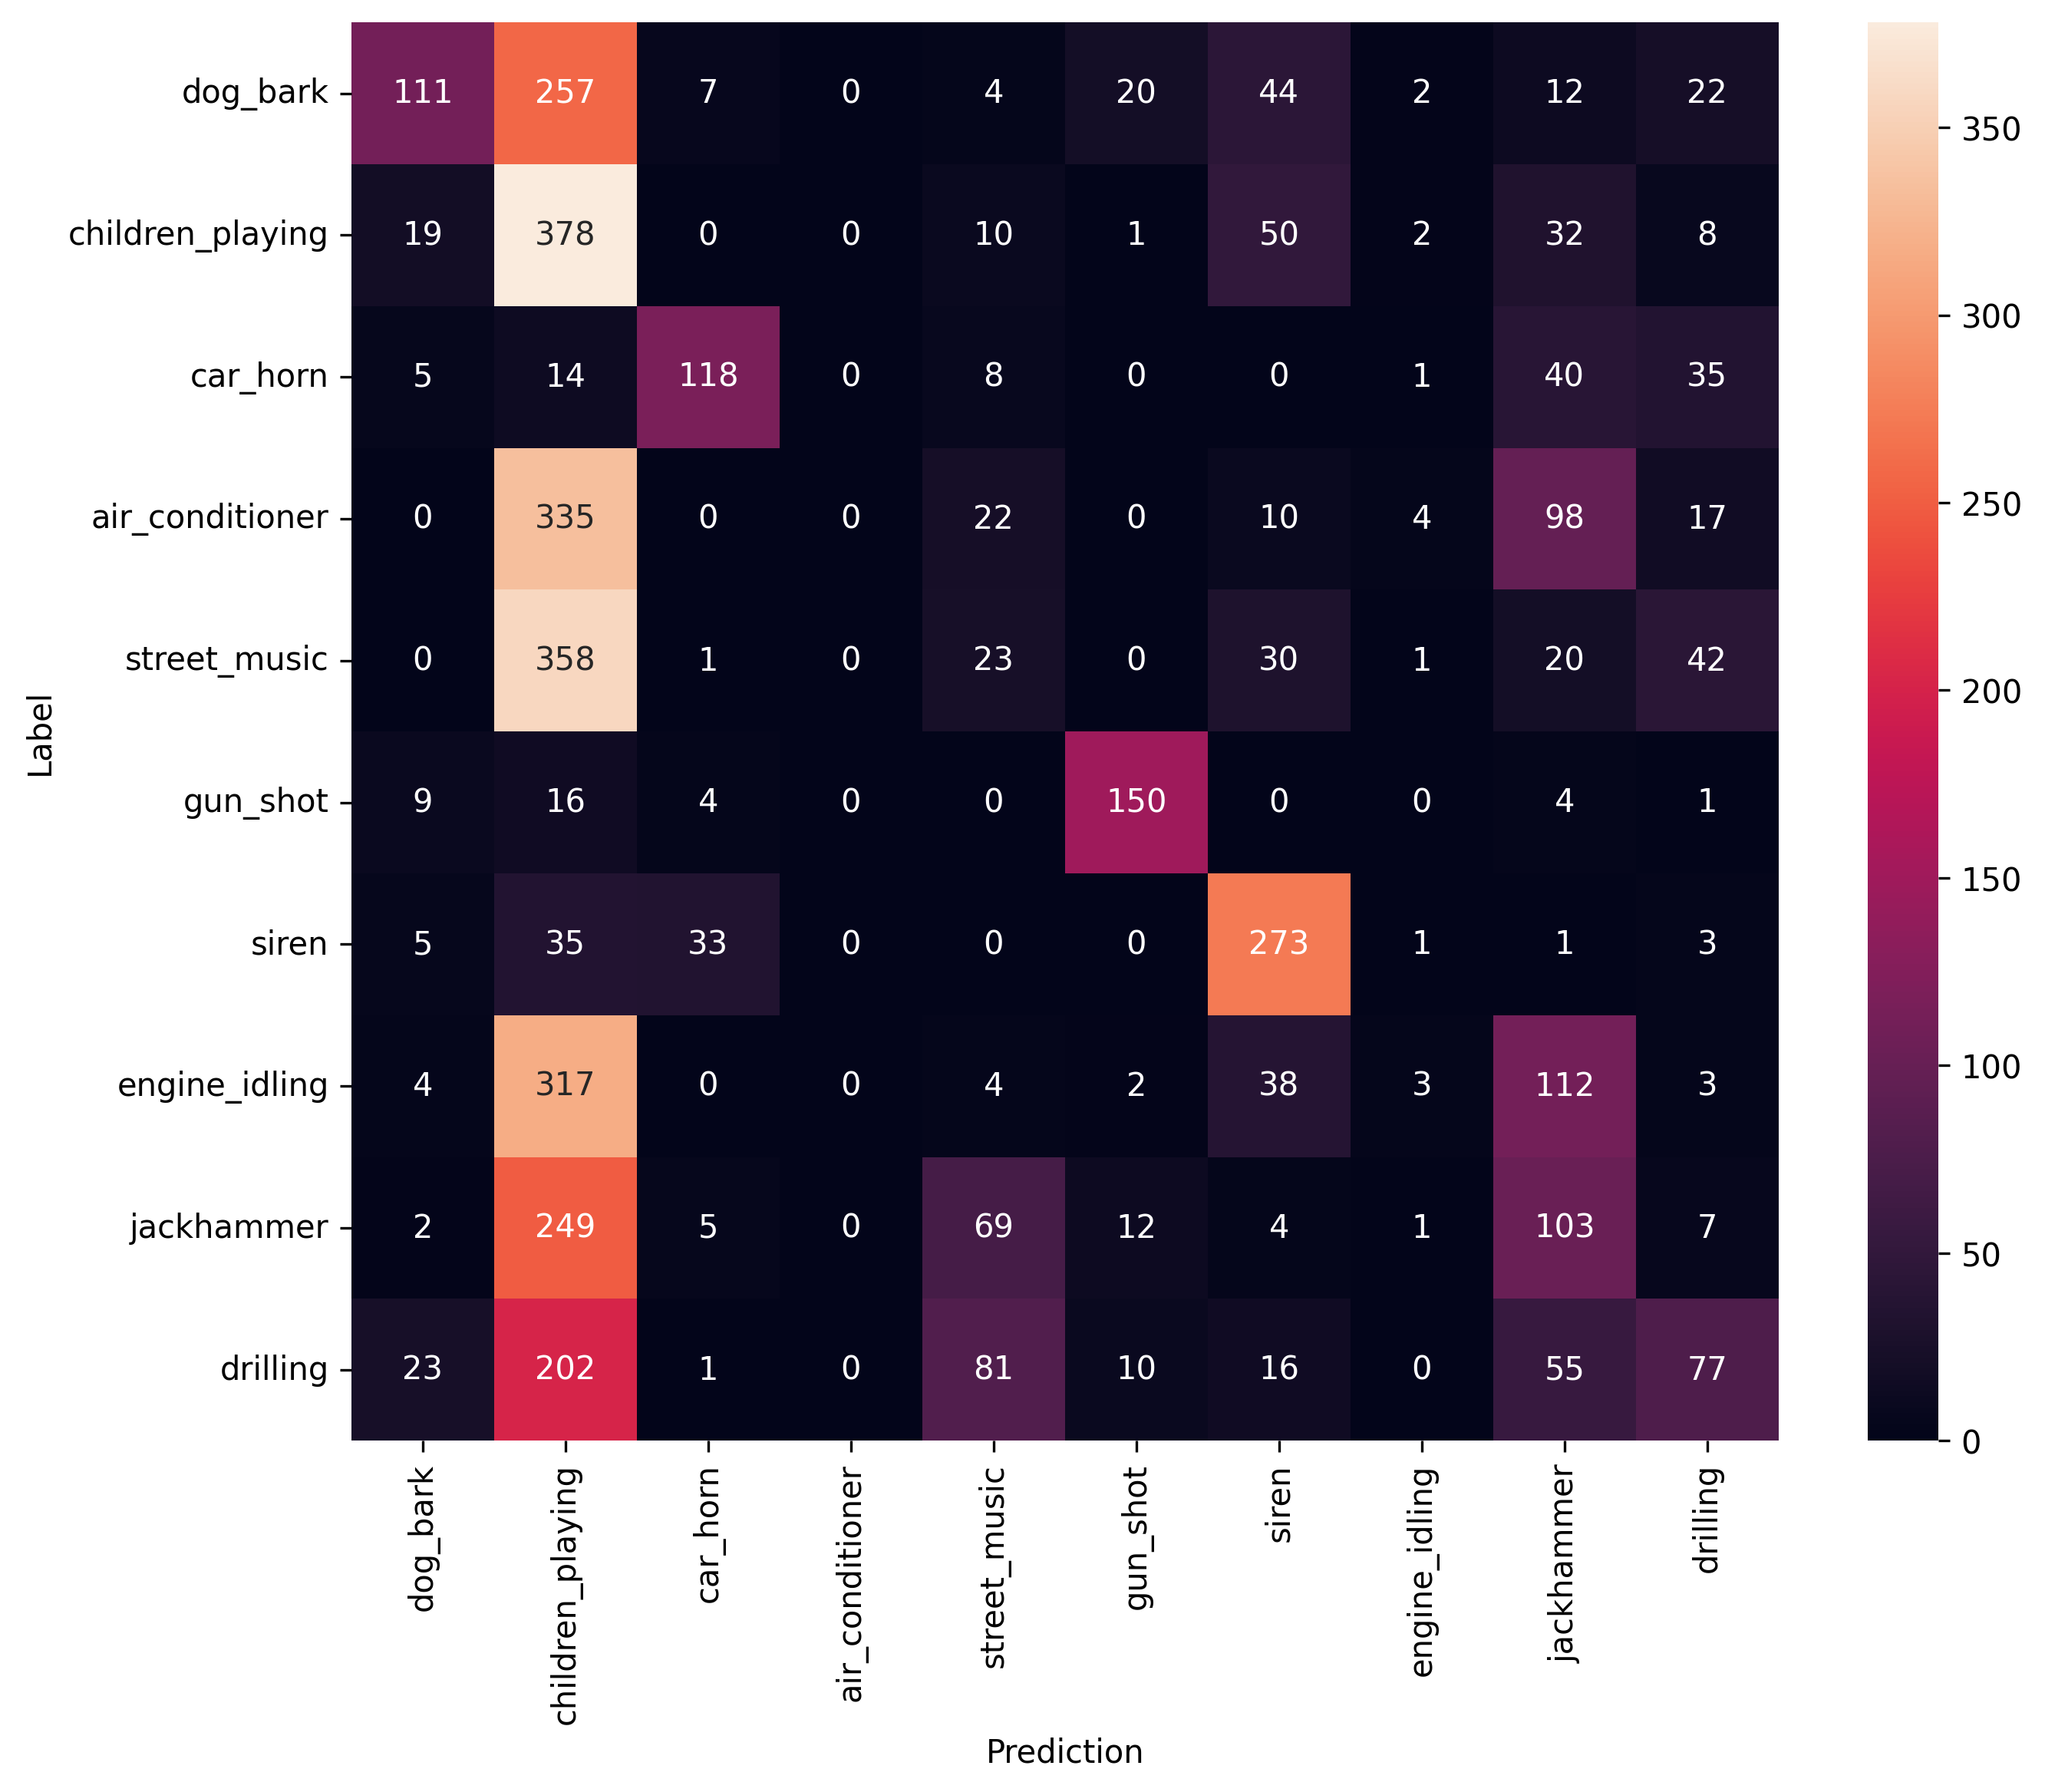 dog_bark 111 257 7 0 4 20 44 2 12 22
children_playing 19 378 0 0 10 1 50 2 32 8
car_horn 5 14 118 0 8 0 0 1 40 35
air_conditioner 0 335 0 0 22 0 10 4 98 17
street_music 0 358 1 0 23 0 30 1 20 42
gun_shot 9 16 4 0 0 150 0 0 4 1
siren 5 35 33 0 0 0 273 1 1 3
engine_idling 4 317 0 0 4 2 38 3 112 3
jackhammer 2 249 5 0 69 12 4 1 103 7
drilling 23 202 1 0 81 10 16 0 55 77
Label
dog_bark
children_playing
car_horn
air_conditioner
street_music
gun_shot
siren
engine_idling
jackhammer
drilling
Prediction
350
300
250
200
150
100
50
0